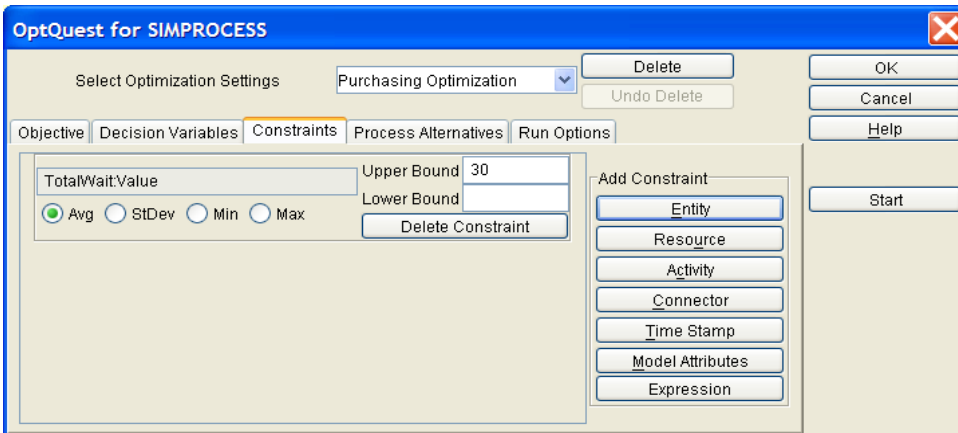 OptQuest for SIMPROCESS
Select Optimization Settings Purchasing Optimization Delete OK
Undo Delete Cancel
Objective Decision Variables Constraints Process Alternatives Run Options Help
TotalWait:Value Upper Bound 30 Add Constraint
Lower Bound Entity Start
Avg StDev Min Max Delete Constraint
Resource
Activity
Connector
Time Stamp
Model Attributes
Expression